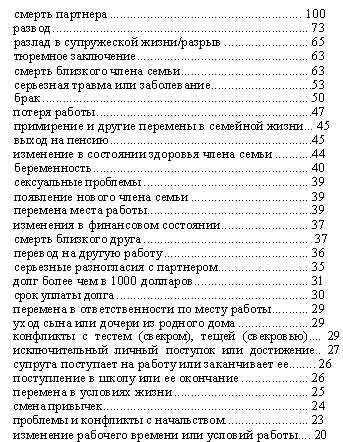 смерть партнера ........................................................ 100
развод ........................................................................ 73
разлад в супружеской жизни/разрыв ........................ 65
тюремное заключение ................................................ 63
смерть близкого члена семьи ...................................... 63
серьезная травма или заболевание............................. 53
брак ............................................................................. 50
потеря работы............................................................. 47
примирение и другие перемены в семейной жизни... 45
выход на пенсию ......................................................... 45
изменение в состоянии здоровья члена семьи .......... 44
беременность .............................................................. 40
сексуальные проблемы ............................................... 39
появление нового члена семьи ................................... 39
перемена места работы............................................... 39
изменения в финансовом состоянии ......................... 37
смерть близкого друга ................................................. 37
перевод на другую работу .......................................... 36
серьезные разногласия с партнером........................... 35
долг более чем в 1000 долларов ................................. 31
срок уплаты долга ....................................................... 30
перемена в ответственности по месту работы........... 29
уход сына или дочери из родного дома ..................... 29
конфликты с тестем (свекром), тещей (свекровью).... 29
исключительный личный поступок или достижение.. 27
супруга поступает на работу или заканчивает ее........ 26
поступление в школу или ее окончание .................... 26
перемена в условиях жизни ........................................ 25
смена привычек ........................................................... 24
проблемы и конфликты с начальством ...................... 23
изменение рабочего времени или условий работы.... 20